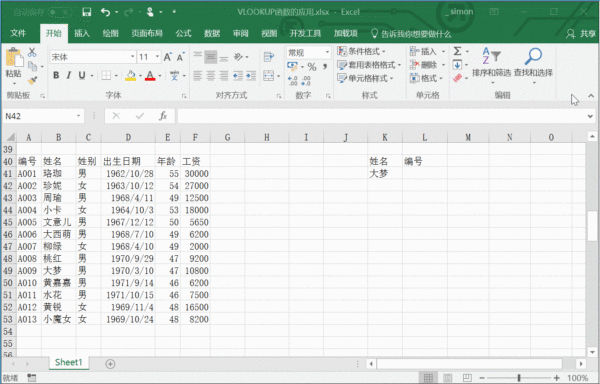 自动保存 VLOOKUP函数的应用.xlsx - Excel _simon
文件 开始 插入 绘图 页面布局 公式 数据 审阅 视图 开发工具 加载项 告诉我你想要做什么 共享
粘贴 宋体 11 常规 条件格式 插入 排序和筛选 查找和选择
B I U 套用表格格式 删除
单元格样式 格式
剪贴板 字体 对齐方式 数字 样式 单元格 编辑
N42 fx
A B C D E F G H I J K L M N O
39
40 编号 姓名 姓别 出生日期 年龄 工资 姓名 编号
41 A001 珞珈 男 1962/10/28 55 30000 大梦
42 A002 珍妮 女 1963/10/12 54 27000
43 A003 周瑜 男 1968/4/11 49 12500
44 A004 小卡 女 1964/10/3 53 18000
45 A005 文意儿 男 1967/12/12 50 5650
46 A006 大西萌 男 1968/7/10 49 6200
47 A007 柳绿 女 1968/4/10 49 2000
48 A008 桃红 男 1970/9/29 47 9200
49 A009 大梦 男 1970/3/10 47 10800
50 A010 黄嘉嘉 男 1971/9/14 46 6200
51 A011 水花 男 1971/10/15 46 7500
52 A012 黄锐 女 1969/11/4 48 16500
53 A013 小魔女 女 1969/10/24 48 8200
54
55
56
Sheet1
就绪 100%